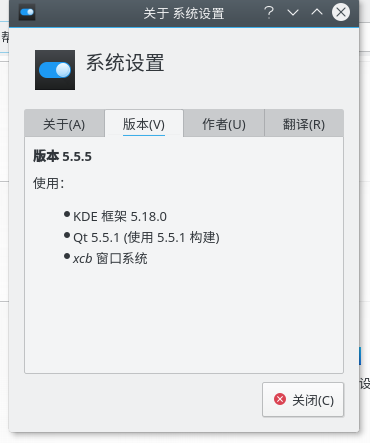 关于 系统设置
帮
系统设置
关于(A)
版本(V)
作者(U)
翻译(R)
版本 5.5.5
使用：
KDE 框架 5.18.0
Qt 5.5.1 (使用 5.5.1 构建)
xcb 窗口系统
设
关闭(C)